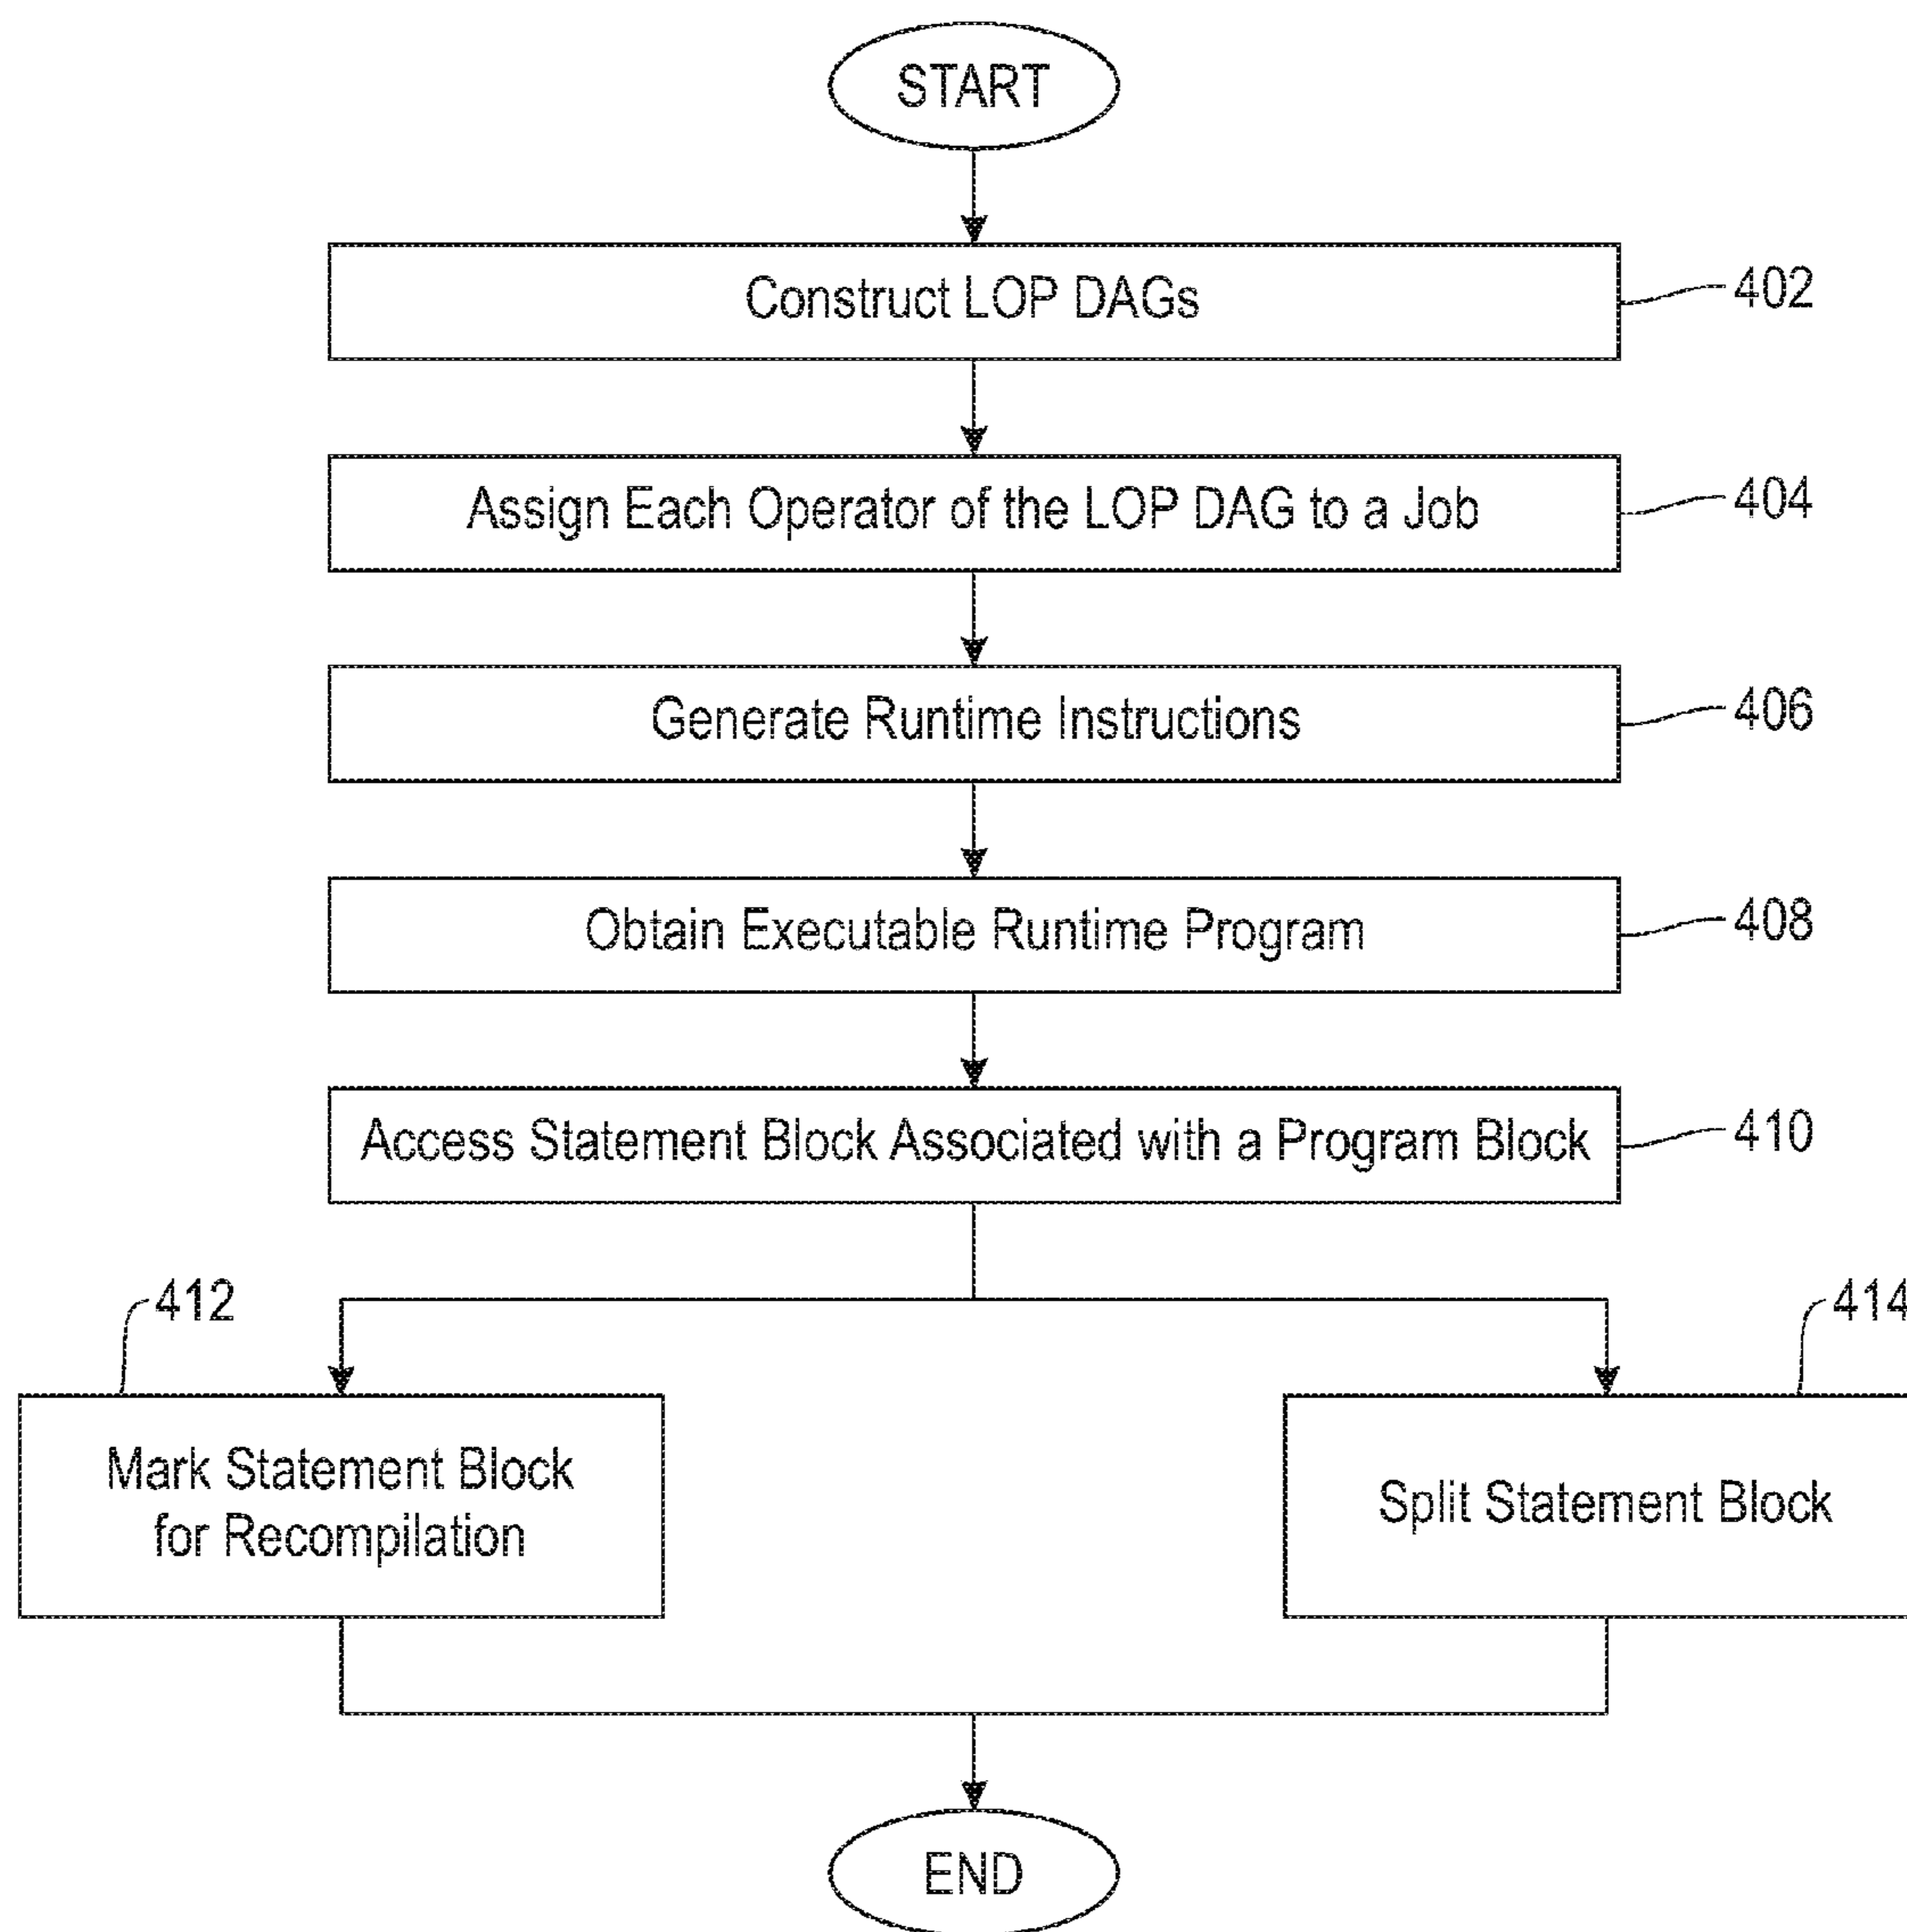 START
Construct LOP DAGs
402
Assign Each Operator of the LOP DAG to a Job
404
Generate Runtime Instructions
406
Obtain Executable Runtime Program
408
Access Statement Block Associated with a Program Block
410
412
414
Mark Statement Block
for Recompilation
Split Statement Block
END